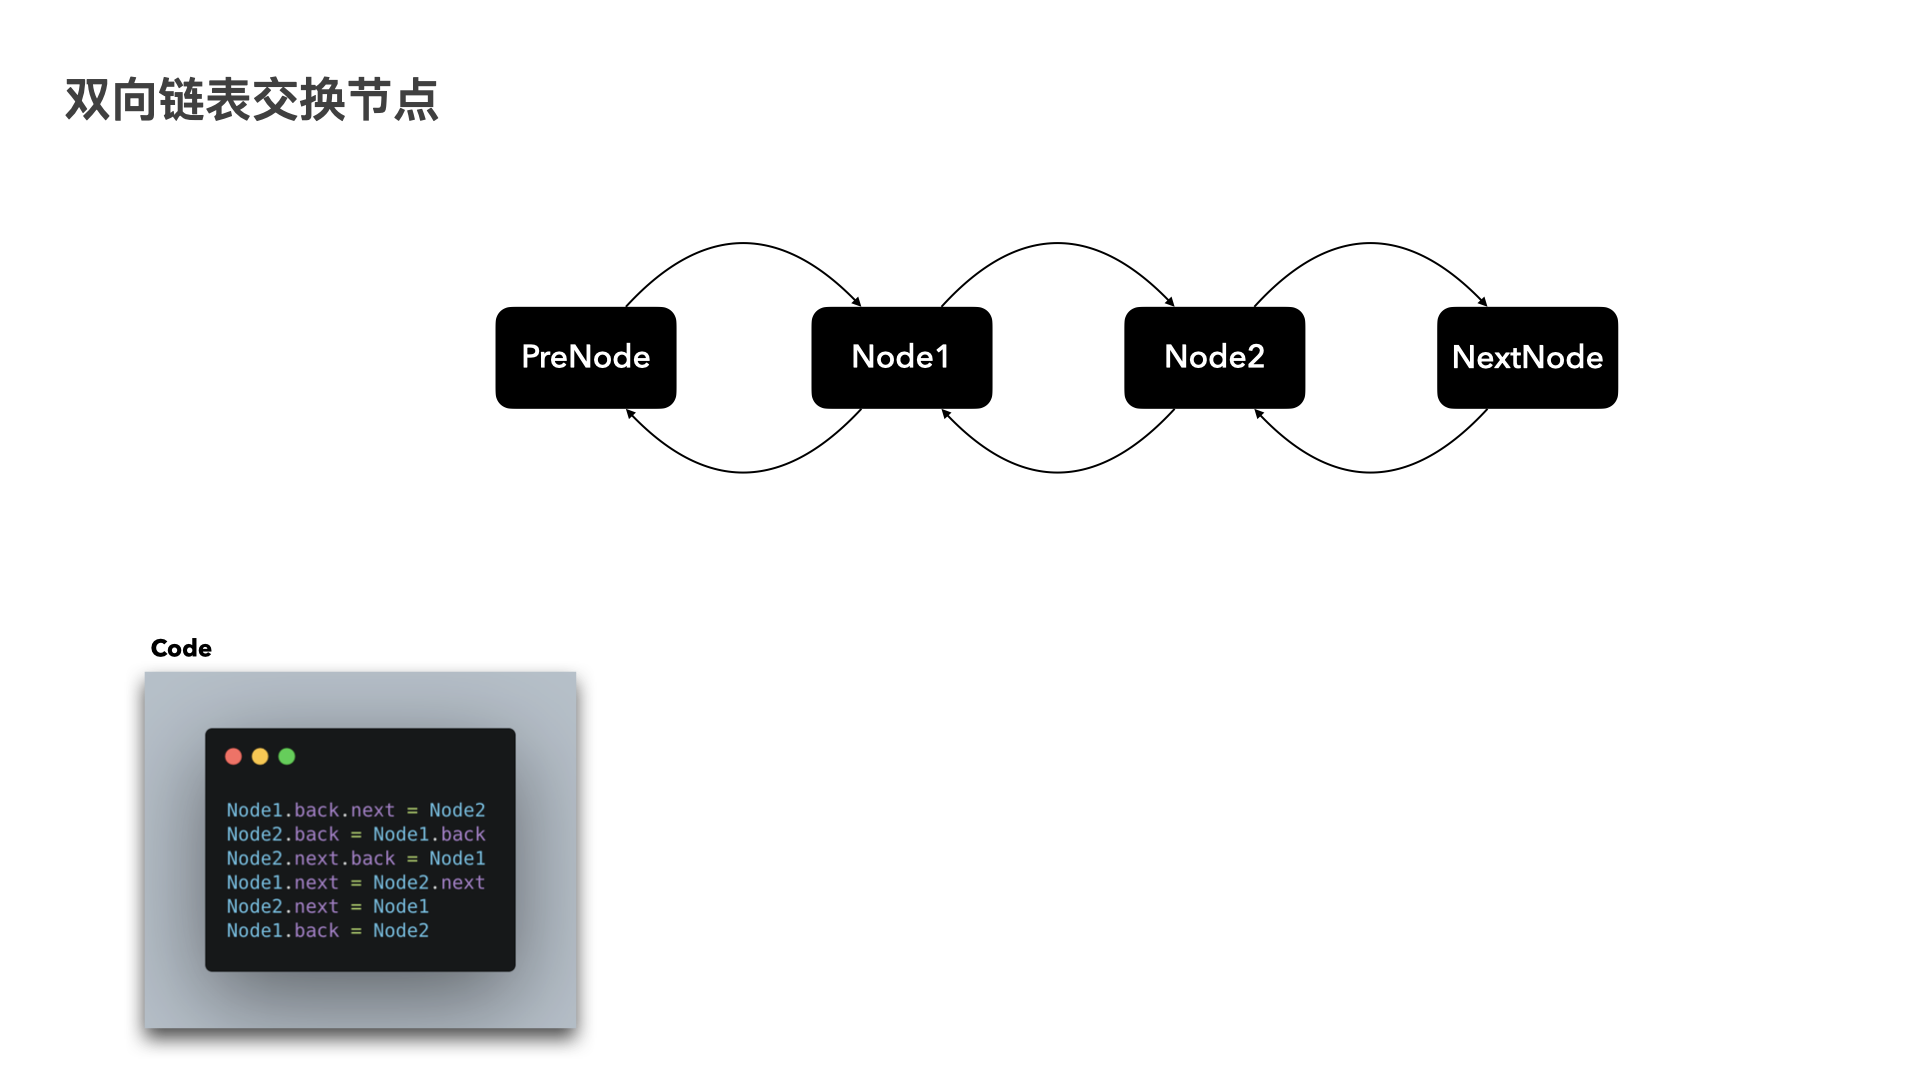 双向链表交换节点
PreNode
Node1
Node2
NextNode
Code
Node1.back.next = Node2
Node2.back = Node1.back
Node2.next.back = Node1
Node1.next = Node2.next
Node2.next = Node1
Node1.back = Node2